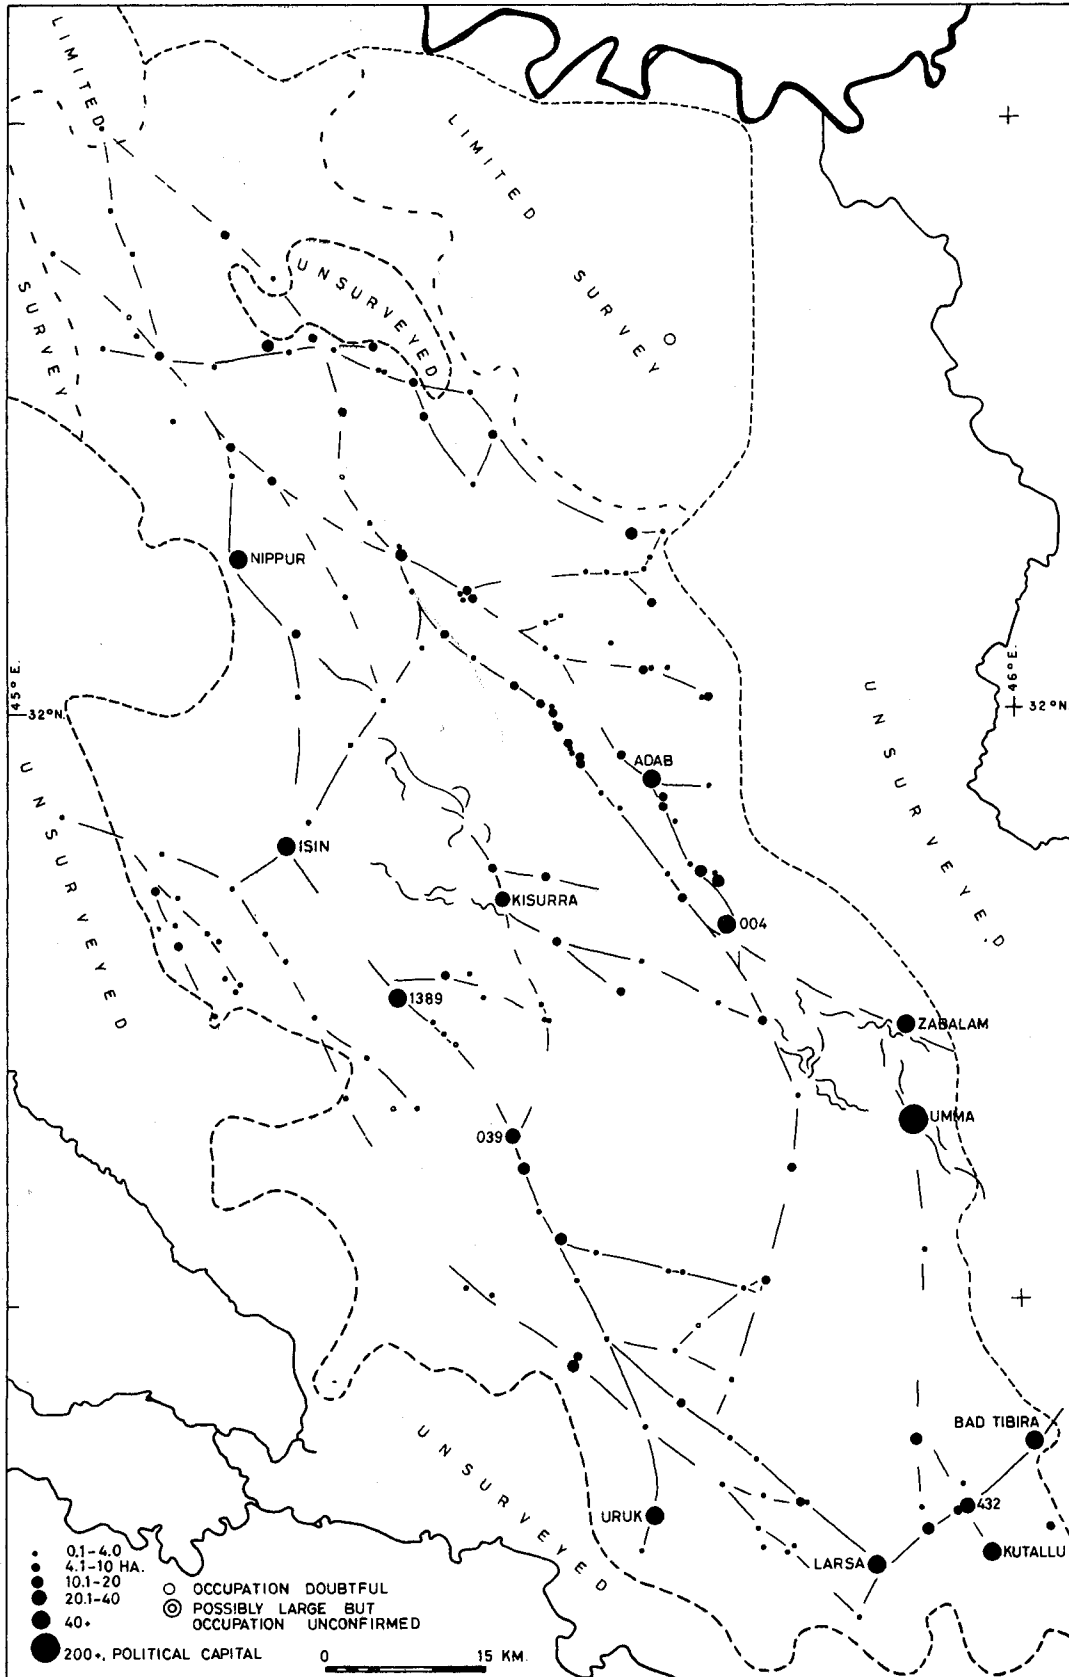 LIMITED
SURVEY
LIMITED
SURVEY
UNSURVEYED
NIPPUR
45° E.
32°N.
46° E.
32°N.
UNSURVEYED
UNSURVEYED
ADAB
ISIN
KISURRA
004
1389
ZABALAM
UMMA
039
BAD TIBIRA
UNSURVEYED
432
URUK
KUTALLU
LARSA
0.1-4.0
4.1-10 HA.
10.1-20
20.1-40
40+
200+, POLITICAL CAPITAL
OCCUPATION DOUBTFUL
POSSIBLY LARGE BUT
OCCUPATION UNCONFIRMED
0 15 KM.